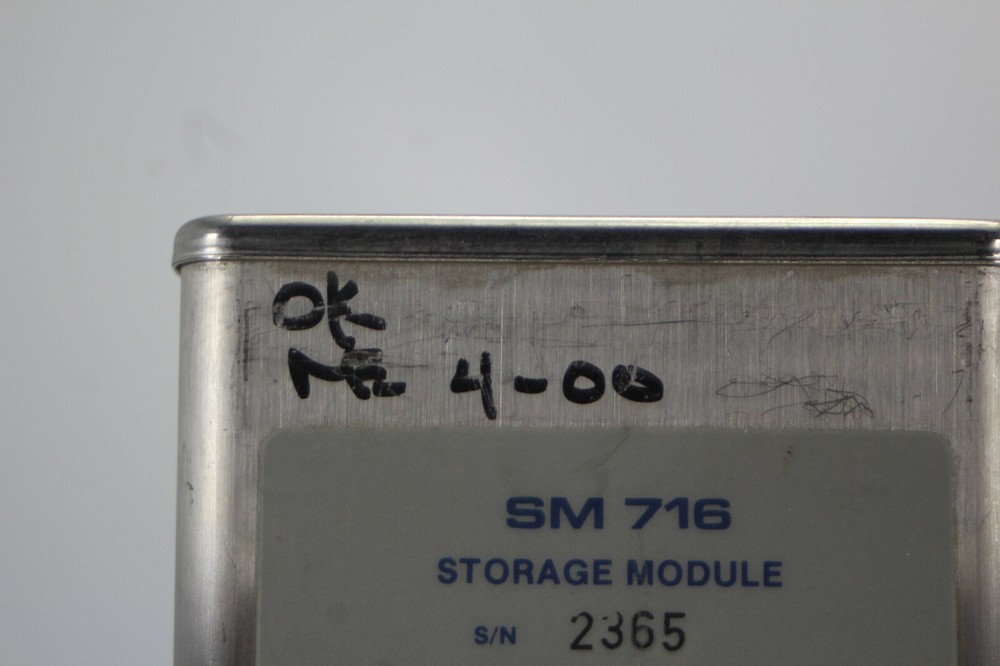 OK
4-00
SM 716
STORAGE MODULE
S/N 2365